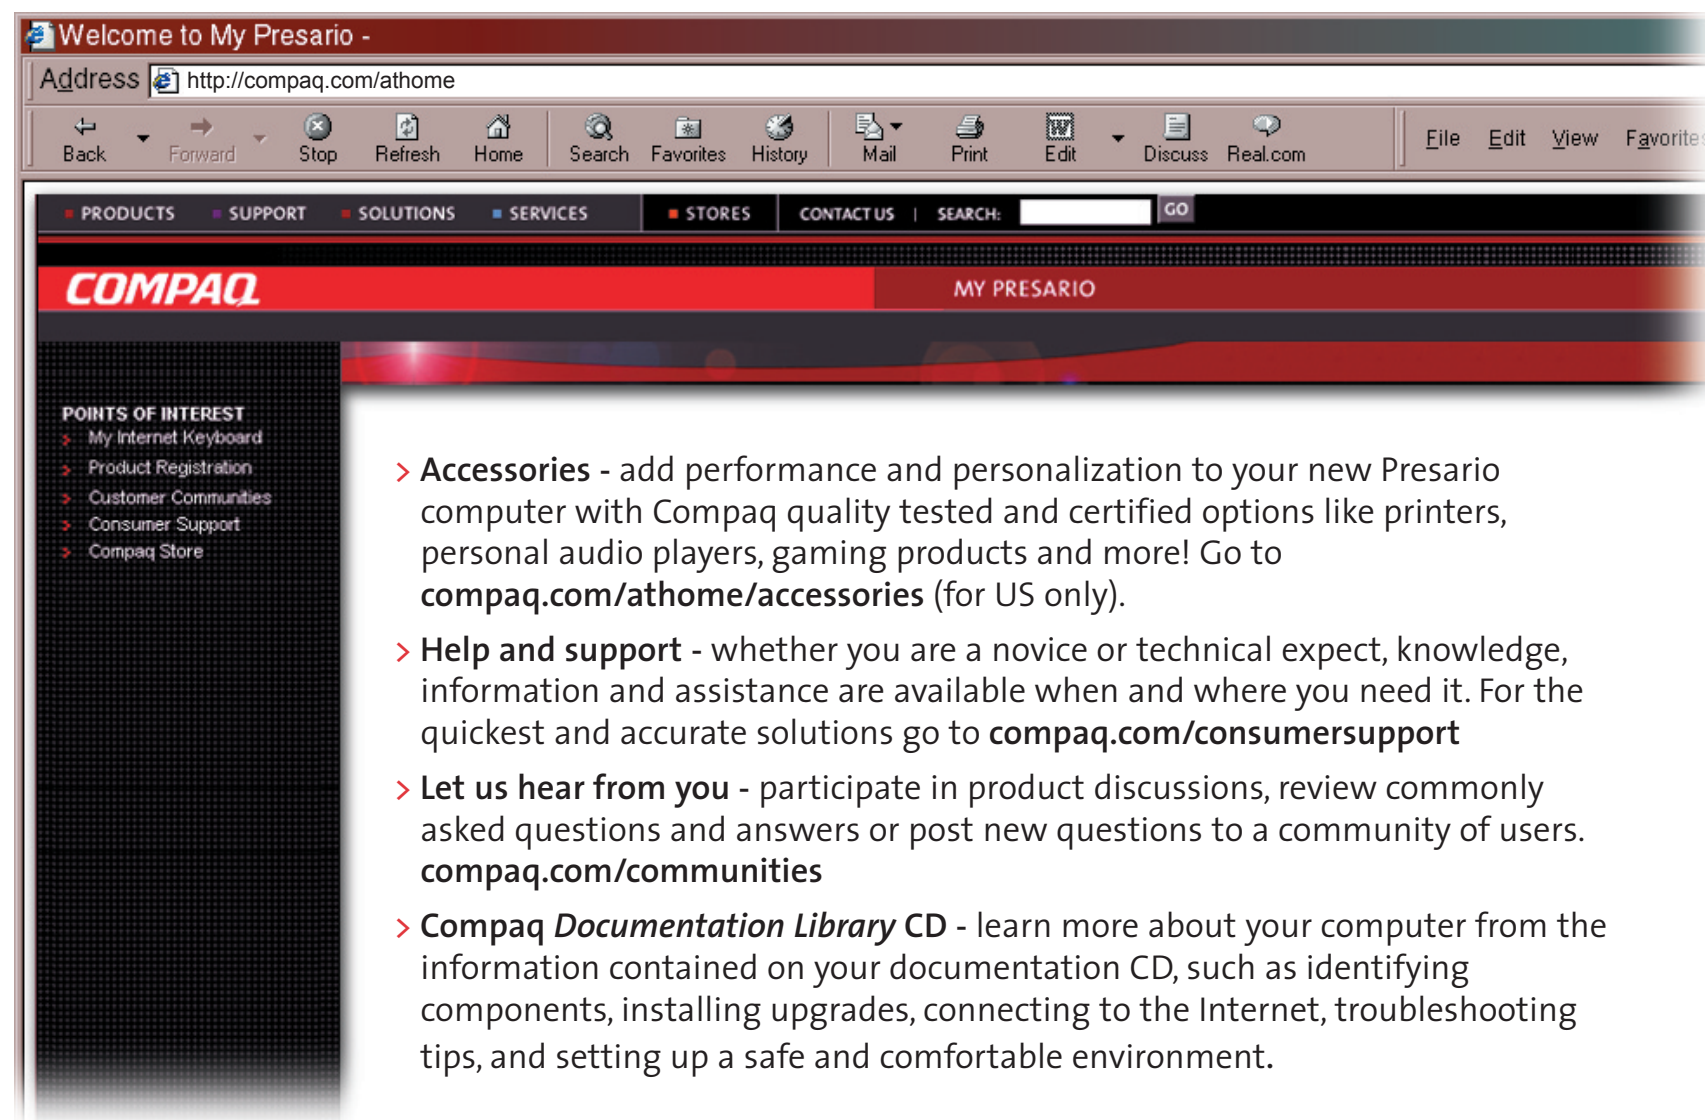 Welcome to My Presario -
Address http://compaq.com/athome
Back Forward Stop Refresh Home Search Favorites History Mail Print Edit Discuss Real.com File Edit View Favorites
PRODUCTS SUPPORT SOLUTIONS SERVICES STORES CONTACT US | SEARCH: GO
COMPAQ MY PRESARIO
POINTS OF INTEREST
> My Internet Keyboard
> Product Registration
> Customer Communities
> Consumer Support
> Compaq Store
> Accessories - add performance and personalization to your new Presario
computer with Compaq quality tested and certified options like printers,
personal audio players, gaming products and more! Go to
compaq.com/athome/accessories (for US only).
> Help and support - whether you are a novice or technical expect, knowledge,
information and assistance are available when and where you need it. For the
quickest and accurate solutions go to compaq.com/consumersupport
> Let us hear from you - participate in product discussions, review commonly
asked questions and answers or post new questions to a community of users.
compaq.com/communities
> Compaq Documentation Library CD - learn more about your computer from the
information contained on your documentation CD, such as identifying
components, installing upgrades, connecting to the Internet, troubleshooting
tips, and setting up a safe and comfortable environment.